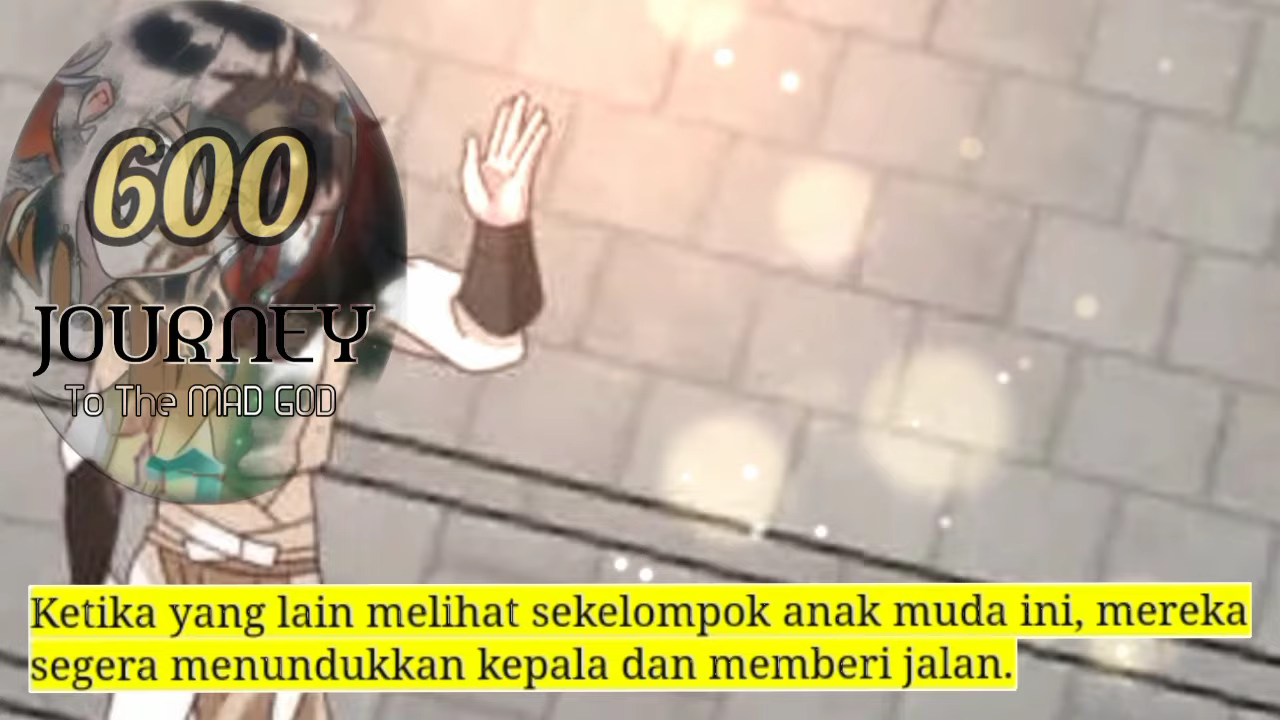 600
JOURNEY
To The MAD GOD
Ketika yang lain melihat sekelompok anak muda ini, mereka
segera menundukkan kepala dan memberi jalan.